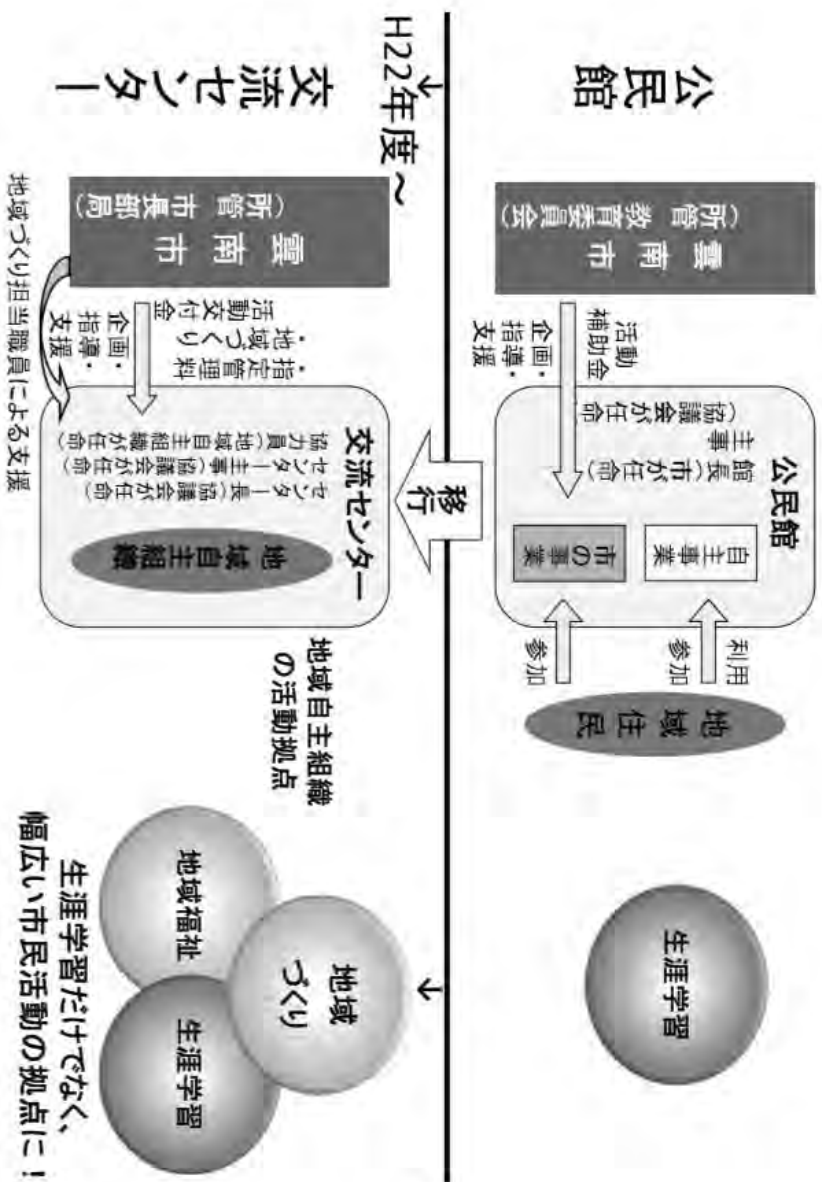 公民館
雲南市
(所管 教育委員会)
活動
補助金
企画・
指導・
支援
公民館
館長(市が任命)
主事
(協議会が任命)
自主事業
市の事業
利用
参加
参加
地域住民
生涯学習
移行
H22年度～
交流センター
雲南市
(所管 市長部局)
・指定管理料
・地域づくり
活動交付金
企画・
指導・
支援
地域づくり担当職員による支援
交流センター
センター長(協議会が任命)
センター主事(協議会が任命)
協力員(地域自主組織が任命)
地域自主組織
地域自主組織
の活動拠点
地域
づくり
地域福祉
生涯学習
生涯学習だけでなく、
幅広い市民活動の拠点に！